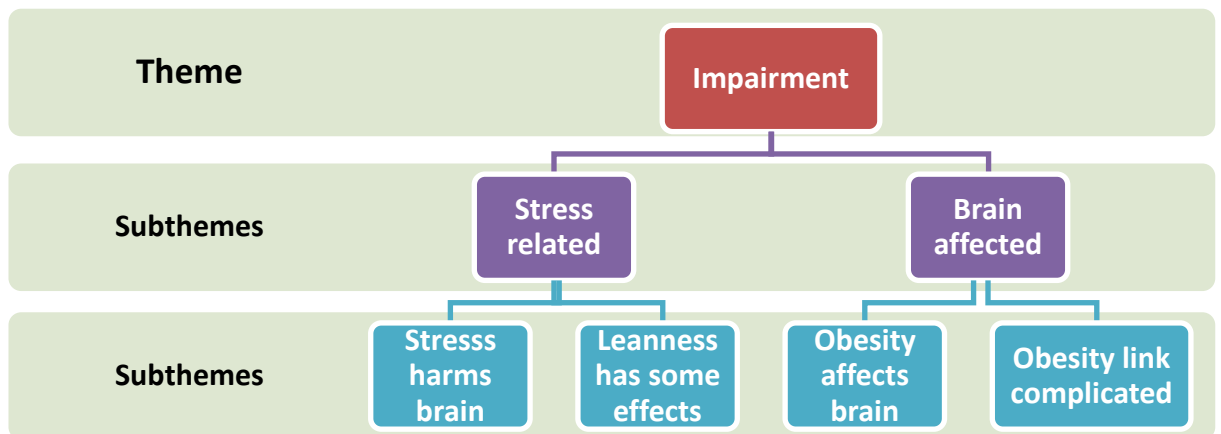 Theme
Impairment
Subthemes
Stress
related
Brain
affected
Subthemes
Stresss
harms
brain
Leanness
has some
effects
Obesity
affects
brain
Obesity link
complicated